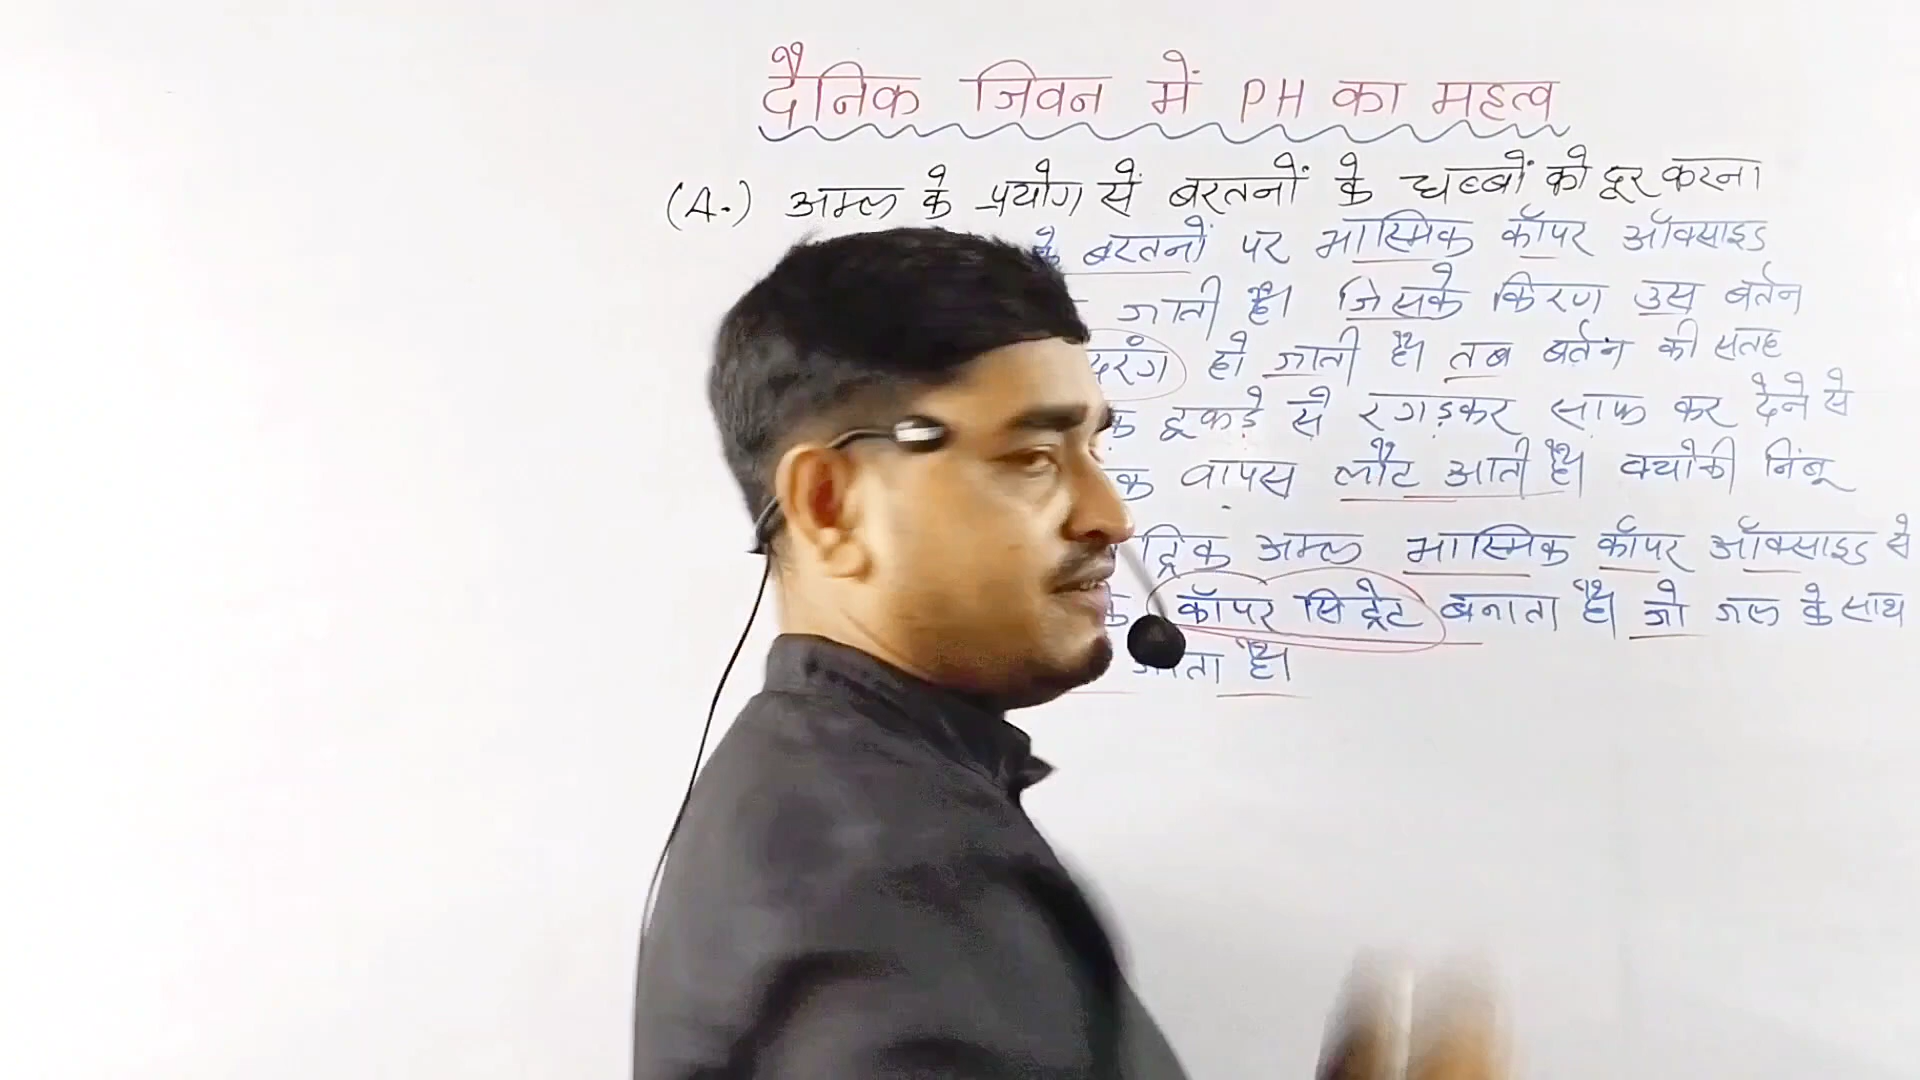 दैनिक जिवन में PH का महत्व
(A.) अम्ल के प्रयोग सें बरतनों के धब्बों को दूर करना
के बरतनों पर भास्मिक कॉपर ऑक्साइड
जाती है। जिसके किरण उस बर्तन
दरंग हो जाती है। तब बर्तन की सतह
के टूकड़े से रगड़कर साफ कर देने से
क वापस लौट आती है। क्योकी निंबू
ट्रिक अम्ल भास्मिक कॉपर ऑक्साइड से
कॉपर सिट्रेट बनाता है। जो जल के साथ
जाता है।